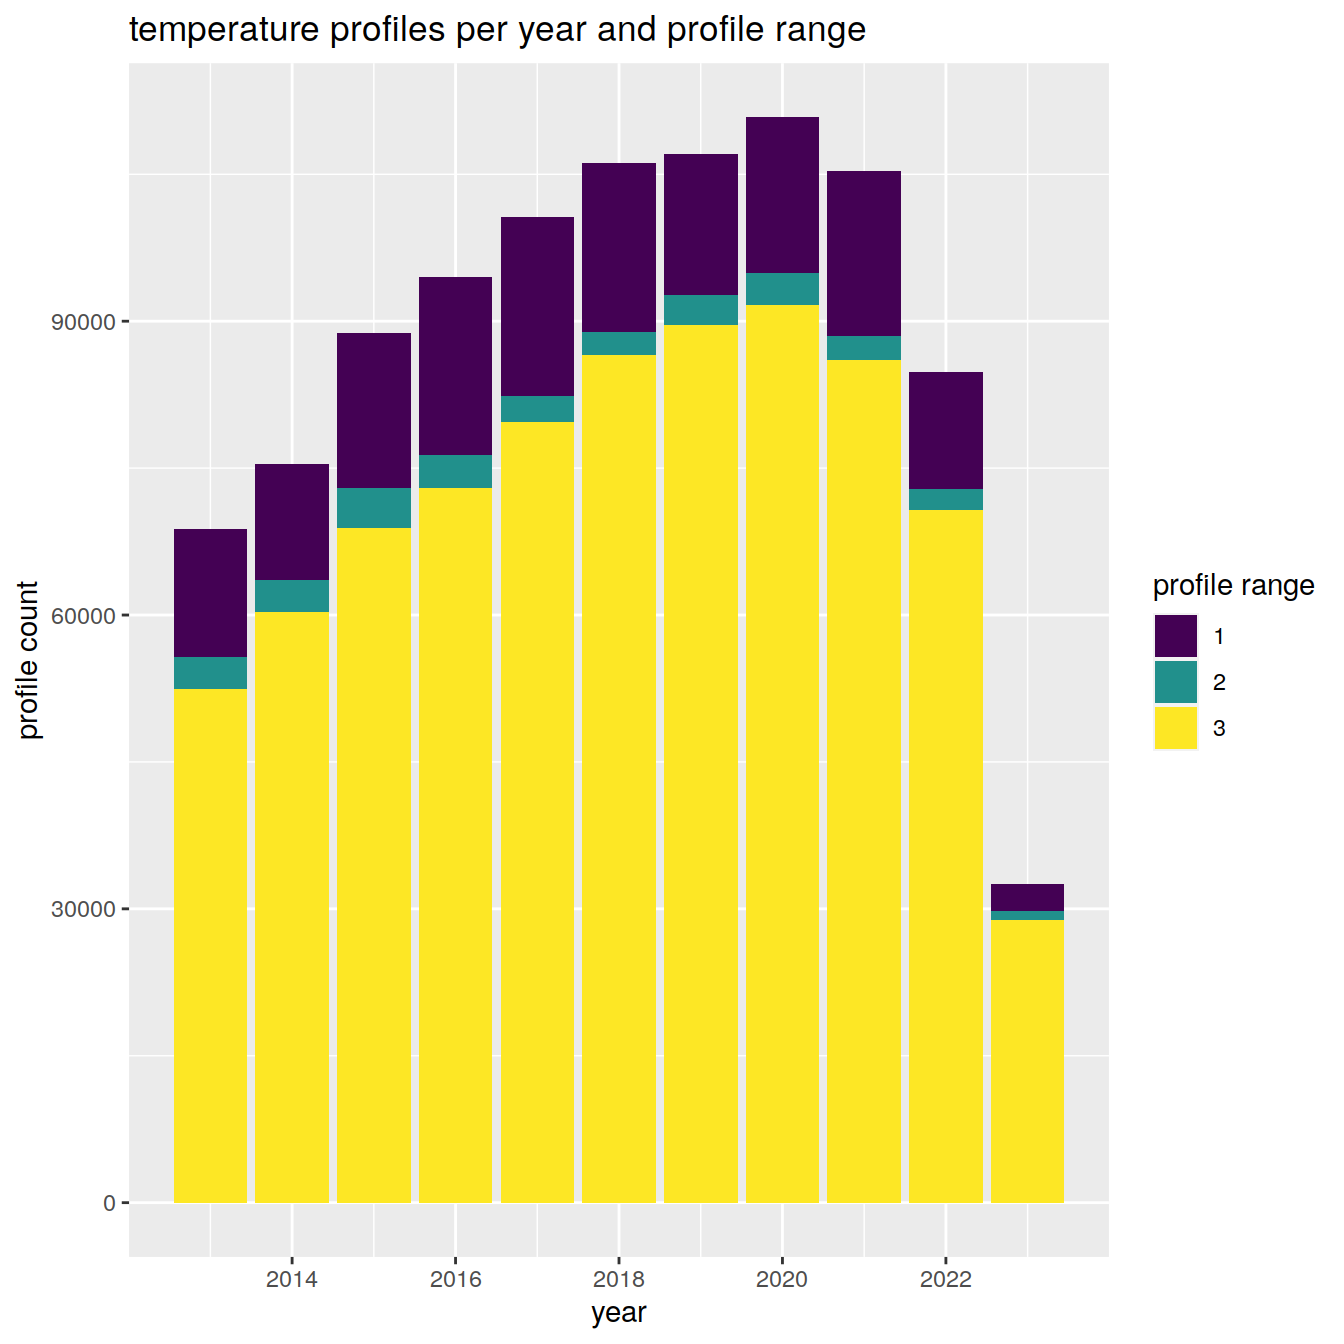 temperature profiles per year and profile range
profile count
90000
60000
30000
0
2014 2016 2018 2020 2022
year
profile range
1
2
3